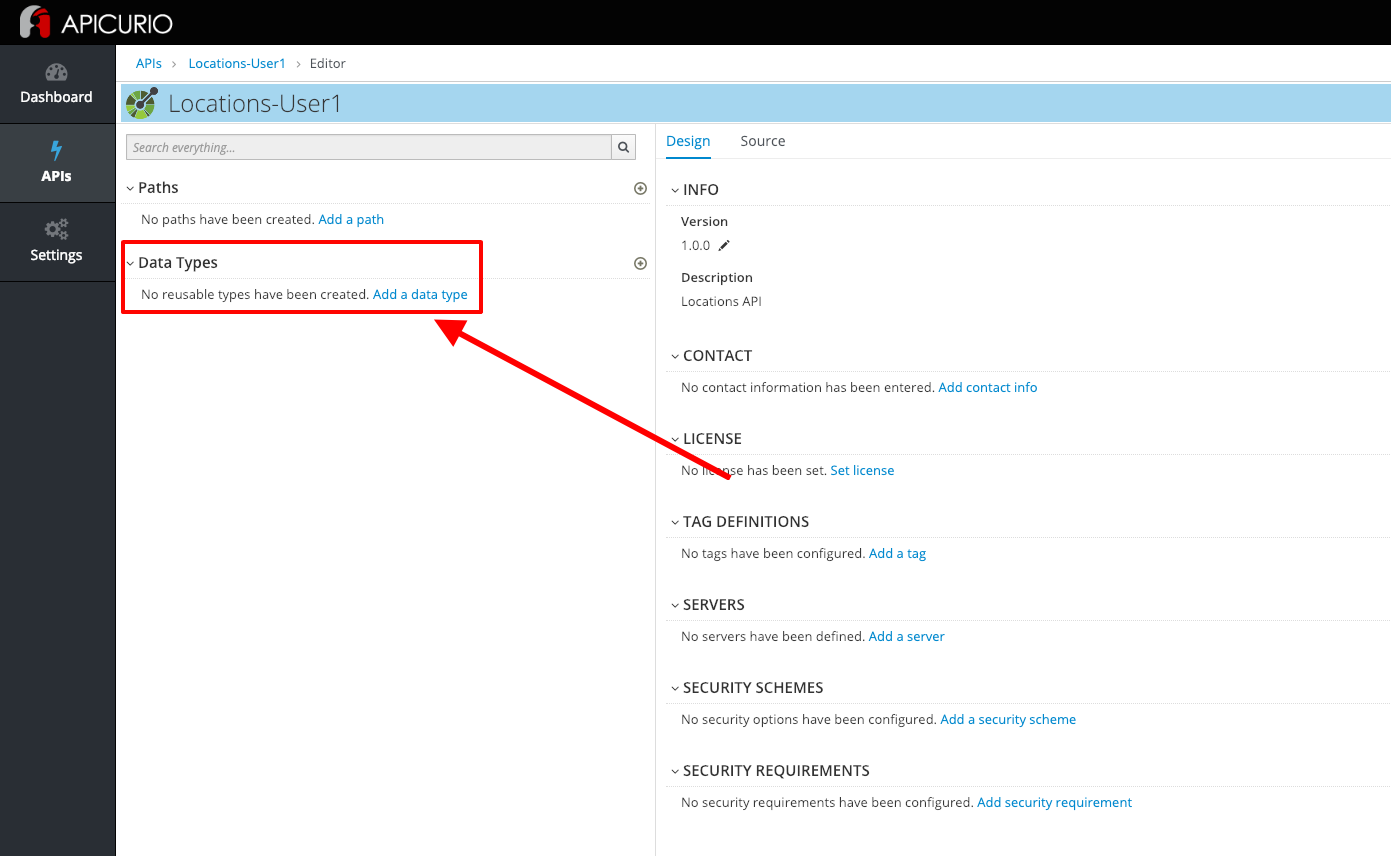 APICURIO
Dashboard
APIs
Settings
APIs > Locations-User1 > Editor
Locations-User1
Search everything...
Paths
No paths have been created. Add a path
Data Types
No reusable types have been created. Add a data type
Design Source
INFO
Version
1.0.0
Description
Locations API
CONTACT
No contact information has been entered. Add contact info
LICENSE
No license has been set. Set license
TAG DEFINITIONS
No tags have been configured. Add a tag
SERVERS
No servers have been defined. Add a server
SECURITY SCHEMES
No security options have been configured. Add a security scheme
SECURITY REQUIREMENTS
No security requirements have been configured. Add security requirement